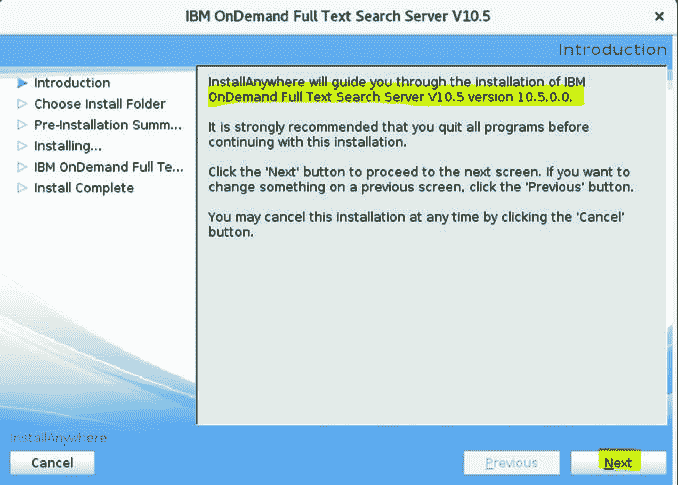 IBM OnDemand Full Text Search Server V10.5
Introduction
Introduction
Choose Install Folder
Pre-Installation Summ...
Installing...
IBM OnDemand Full Te...
Install Complete
InstallAnywhere will guide you through the installation of IBM
OnDemand Full Text Search Server V10.5 version 10.5.0.0.
It is strongly recommended that you quit all programs before
continuing with this installation.
Click the 'Next' button to proceed to the next screen. If you want to
change something on a previous screen, click the 'Previous' button.
You may cancel this installation at any time by clicking the 'Cancel'
button.
InstallAnywhere
Cancel
Previous
Next